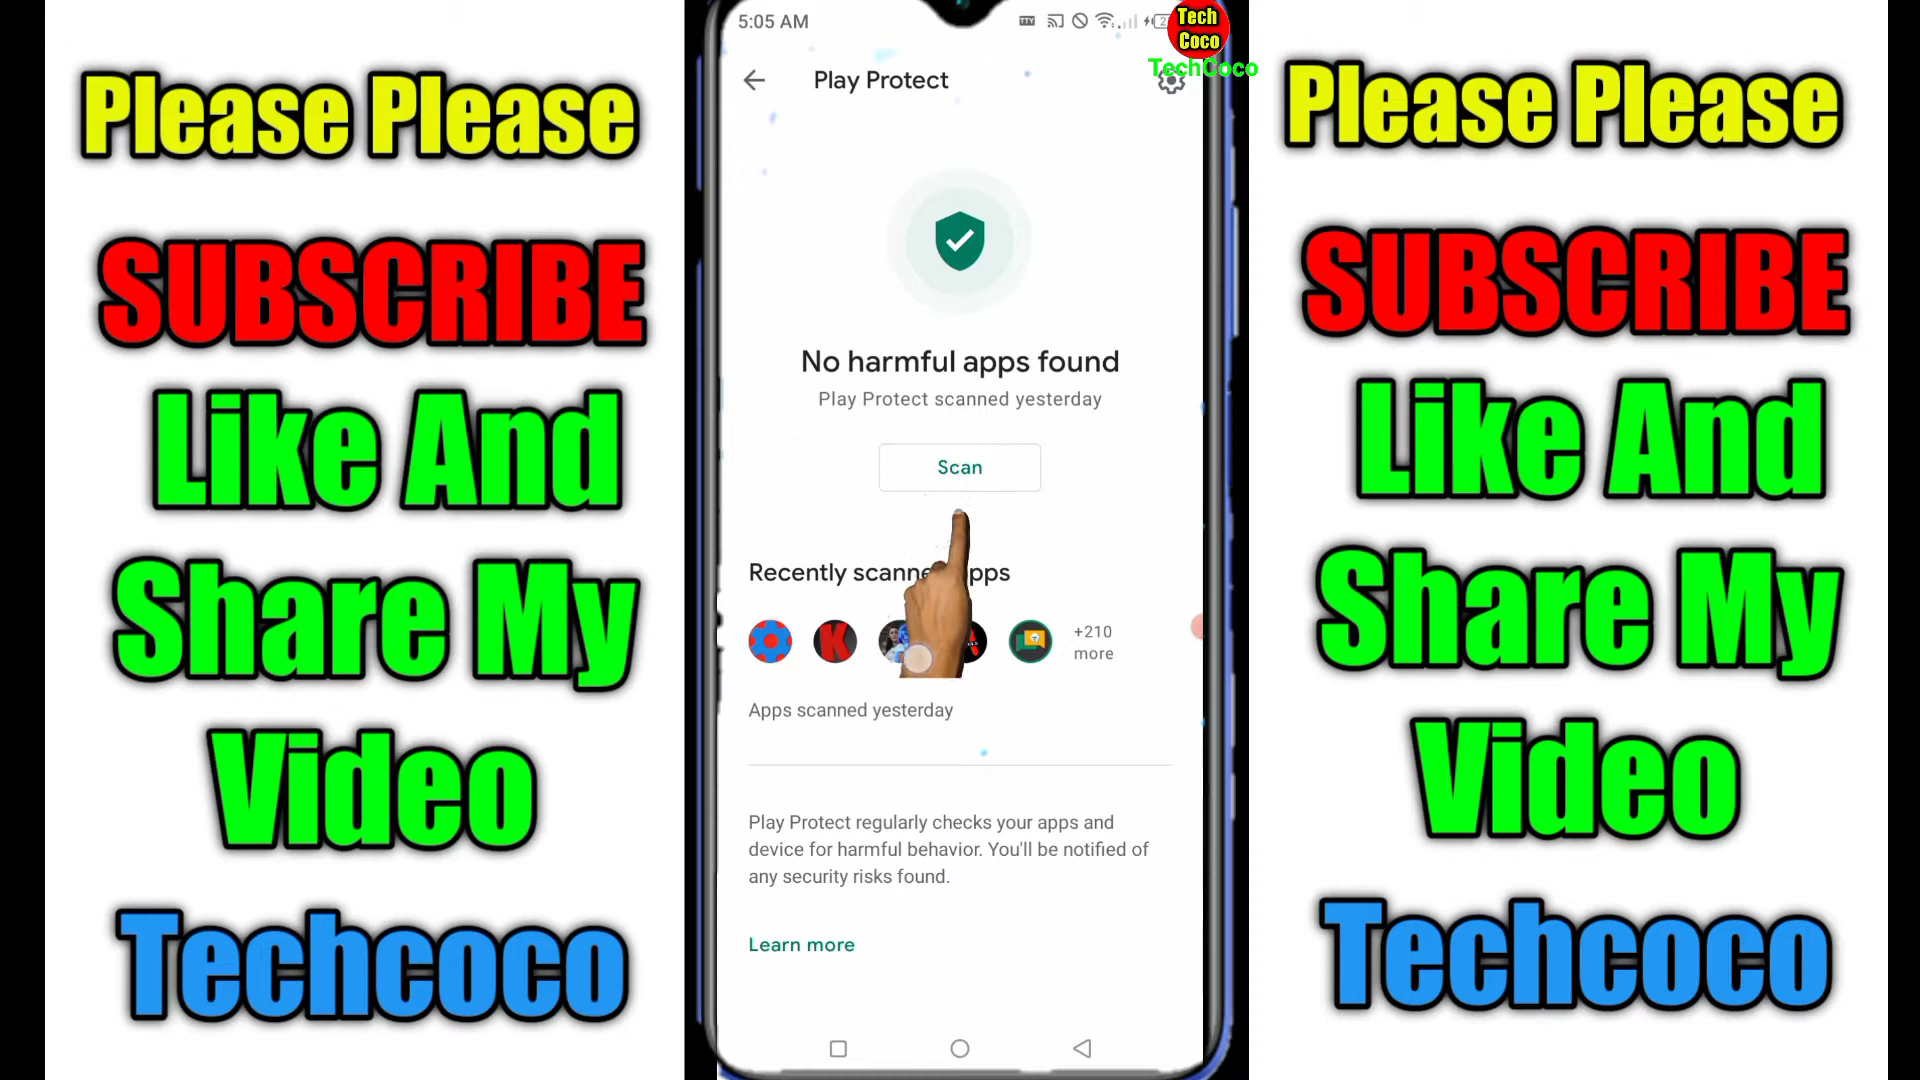 Please Please
SUBSCRIBE
Like And
Share My
Video
Techcoco
5:05 AM
Tech
Coco
TechCoco
Play Protect
No harmful apps found
Play Protect scanned yesterday
Scan
Recently scanned apps
K
+210
more
Apps scanned yesterday
Play Protect regularly checks your apps and
device for harmful behavior. You'll be notified of
any security risks found.
Learn more
Please Please
SUBSCRIBE
Like And
Share My
Video
Techcoco